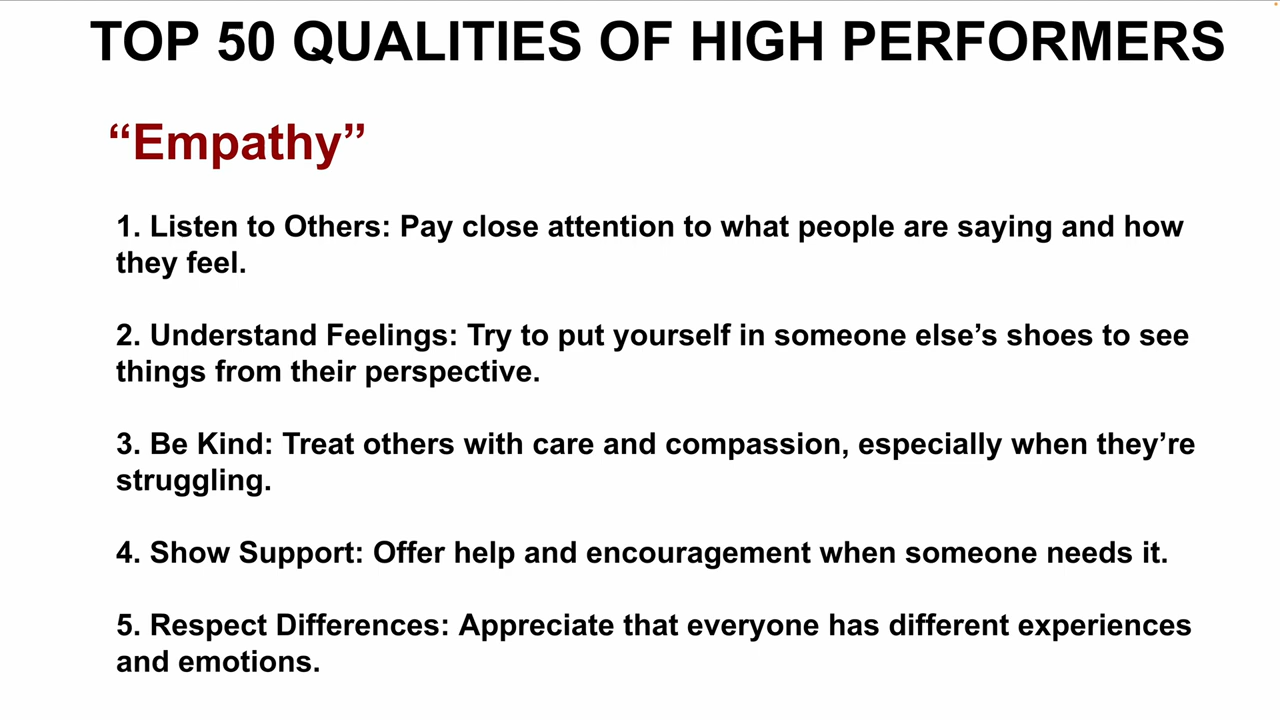 TOP 50 QUALITIES OF HIGH PERFORMERS
“Empathy”
1. Listen to Others: Pay close attention to what people are saying and how
they feel.
2. Understand Feelings: Try to put yourself in someone else’s shoes to see
things from their perspective.
3. Be Kind: Treat others with care and compassion, especially when they’re
struggling.
4. Show Support: Offer help and encouragement when someone needs it.
5. Respect Differences: Appreciate that everyone has different experiences
and emotions.